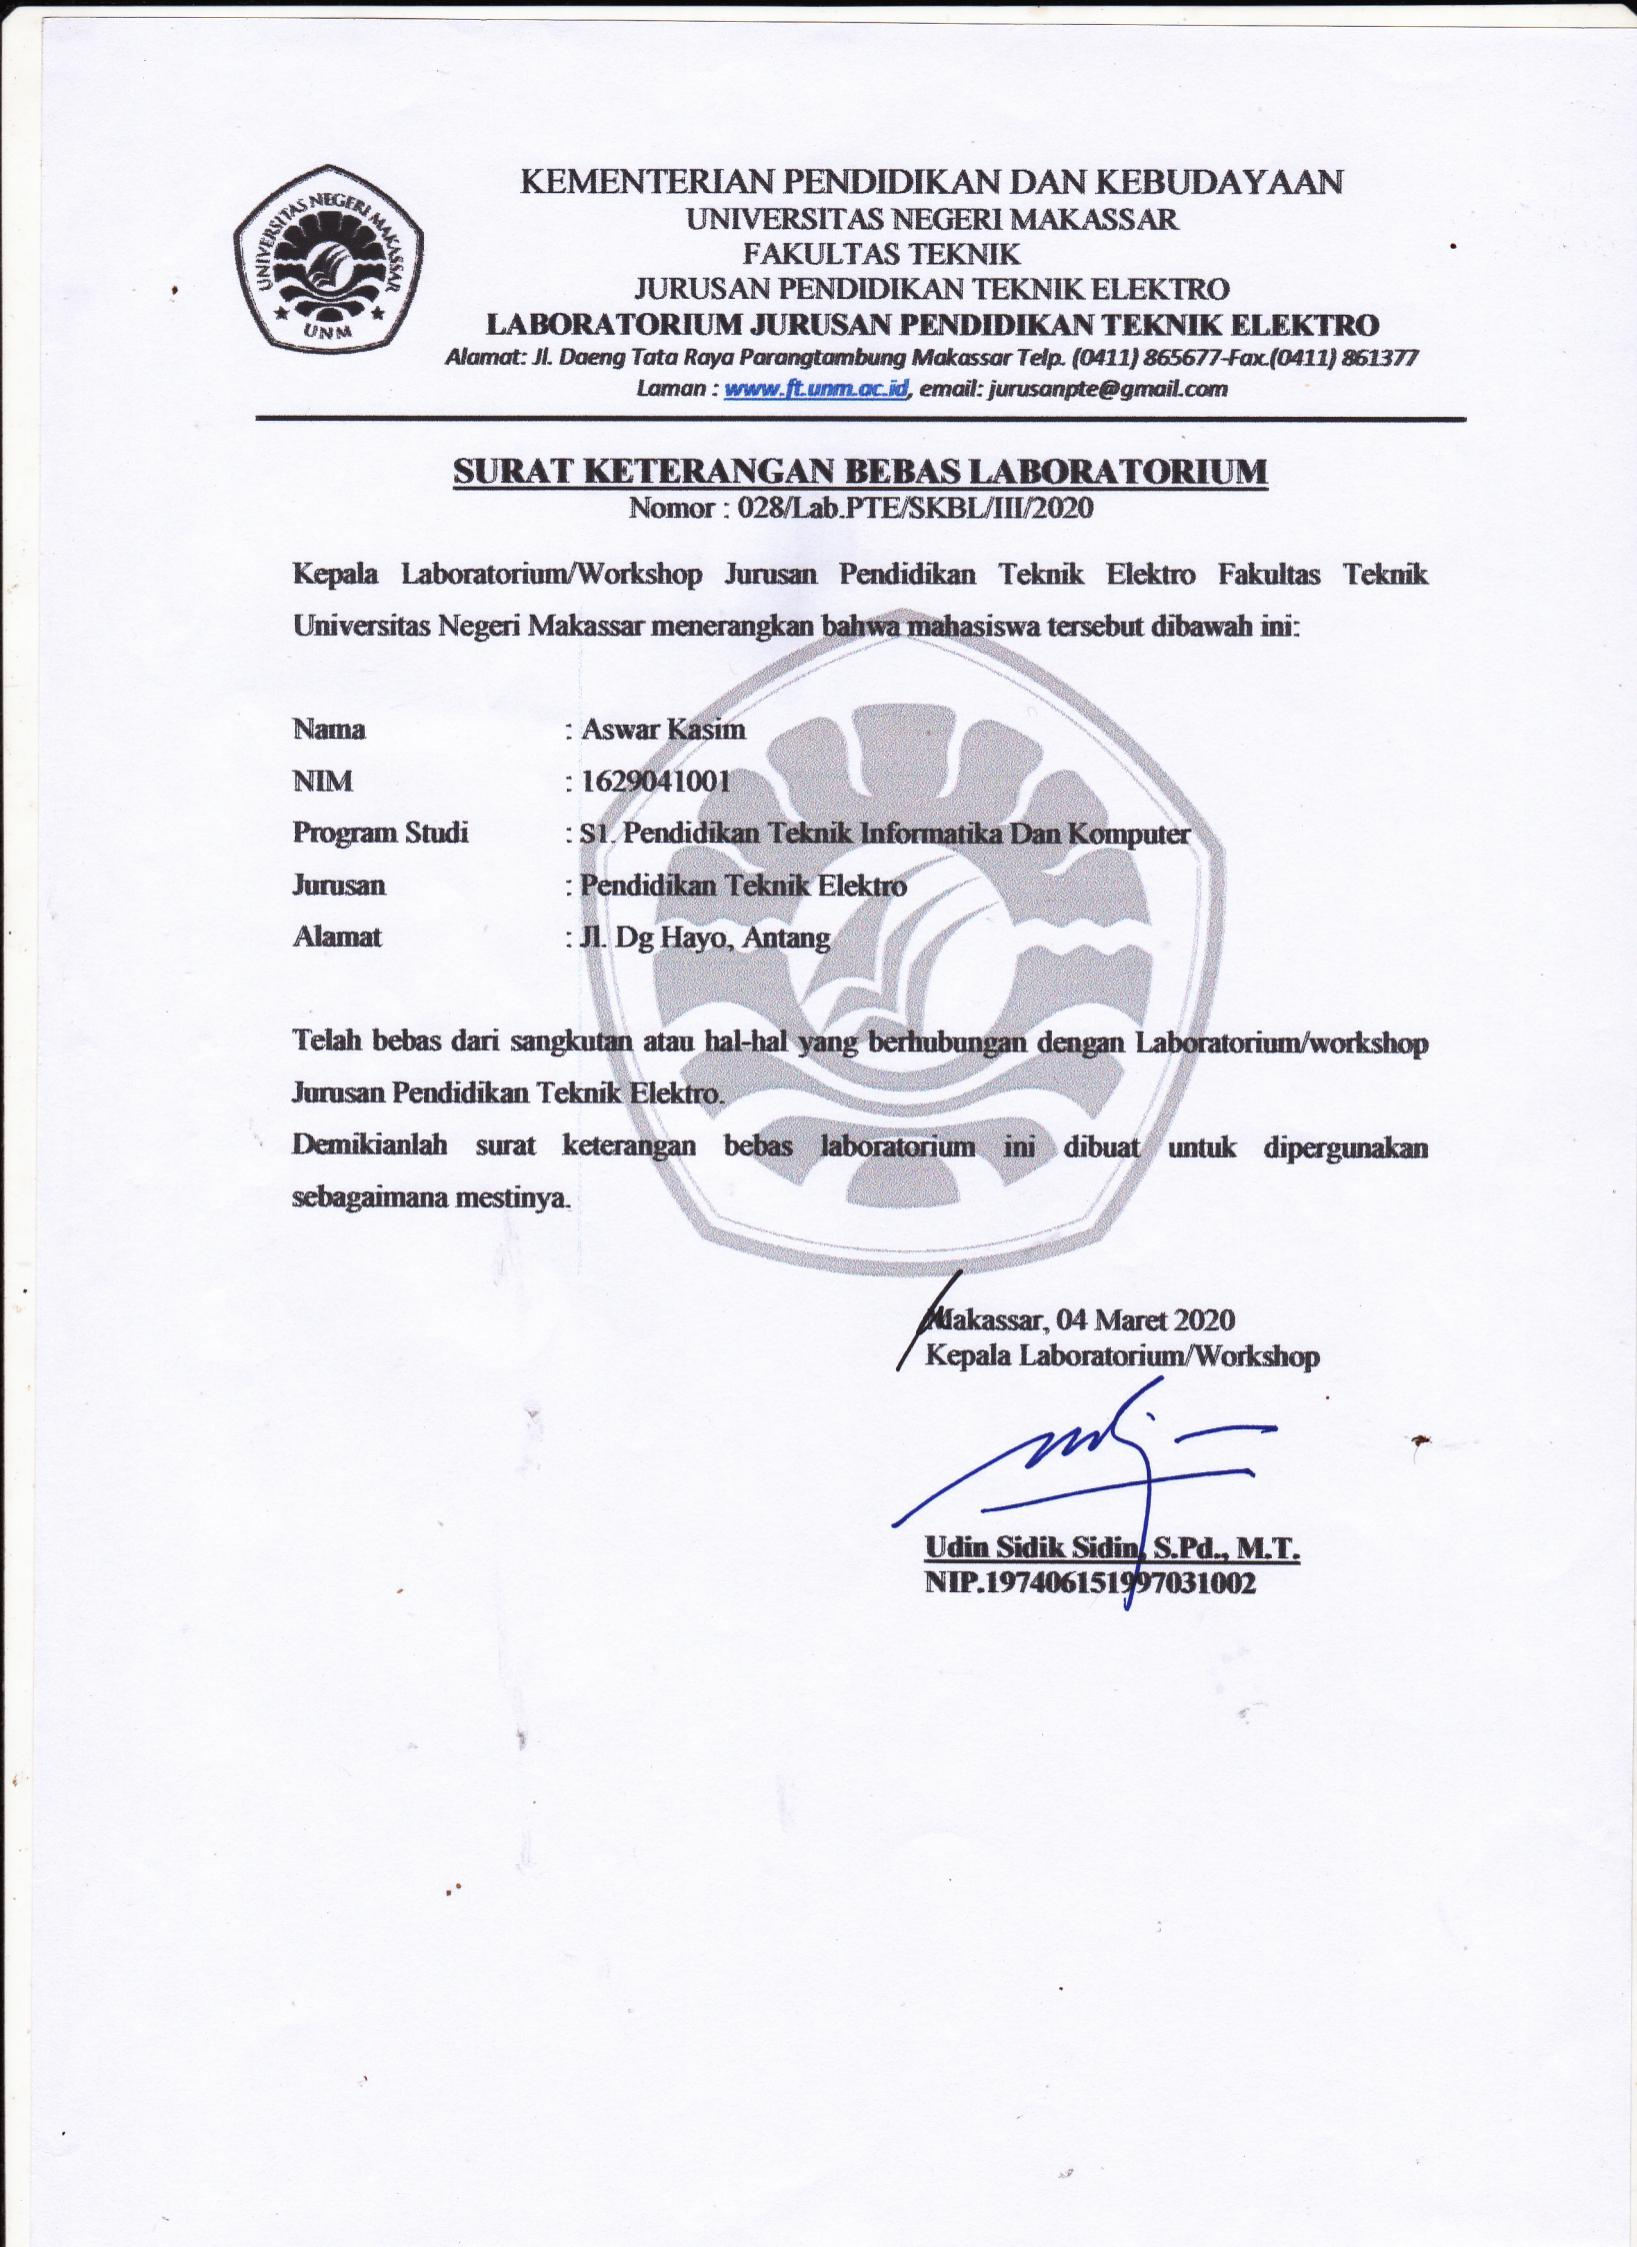 UNIVERSITAS NEGERI MAKASSAR
UNM
KEMENTERIAN PENDIDIKAN DAN KEBUDAYAAN
UNIVERSITAS NEGERI MAKASSAR
FAKULTAS TEKNIK
JURUSAN PENDIDIKAN TEKNIK ELEKTRO
LABORATORIUM JURUSAN PENDIDIKAN TEKNIK ELEKTRO
Alamat: Jl. Daeng Tata Raya Parangtambung Makassar Telp. (0411) 865677-Fax.(0411) 861377
Laman : www.ft.unm.ac.id, email: jurusanpte@gmail.com
SURAT KETERANGAN BEBAS LABORATORIUM
Nomor : 028/Lab.PTE/SKBL/III/2020
Kepala Laboratorium/Workshop Jurusan Pendidikan Teknik Elektro Fakultas Teknik
Universitas Negeri Makassar menerangkan bahwa mahasiswa tersebut dibawah ini:
Nama : Aswar Kasim
NIM : 1629041001
Program Studi : S1. Pendidikan Teknik Informatika Dan Komputer
Jurusan : Pendidikan Teknik Elektro
Alamat : Jl. Dg Hayo, Antang
Telah bebas dari sangkutan atau hal-hal yang berhubungan dengan Laboratorium/workshop
Jurusan Pendidikan Teknik Elektro.
Demikianlah surat keterangan bebas laboratorium ini dibuat untuk dipergunakan
sebagaimana mestinya.
Makassar, 04 Maret 2020
Kepala Laboratorium/Workshop
Udin Sidik Sidin, S.Pd., M.T.
NIP.197406151997031002